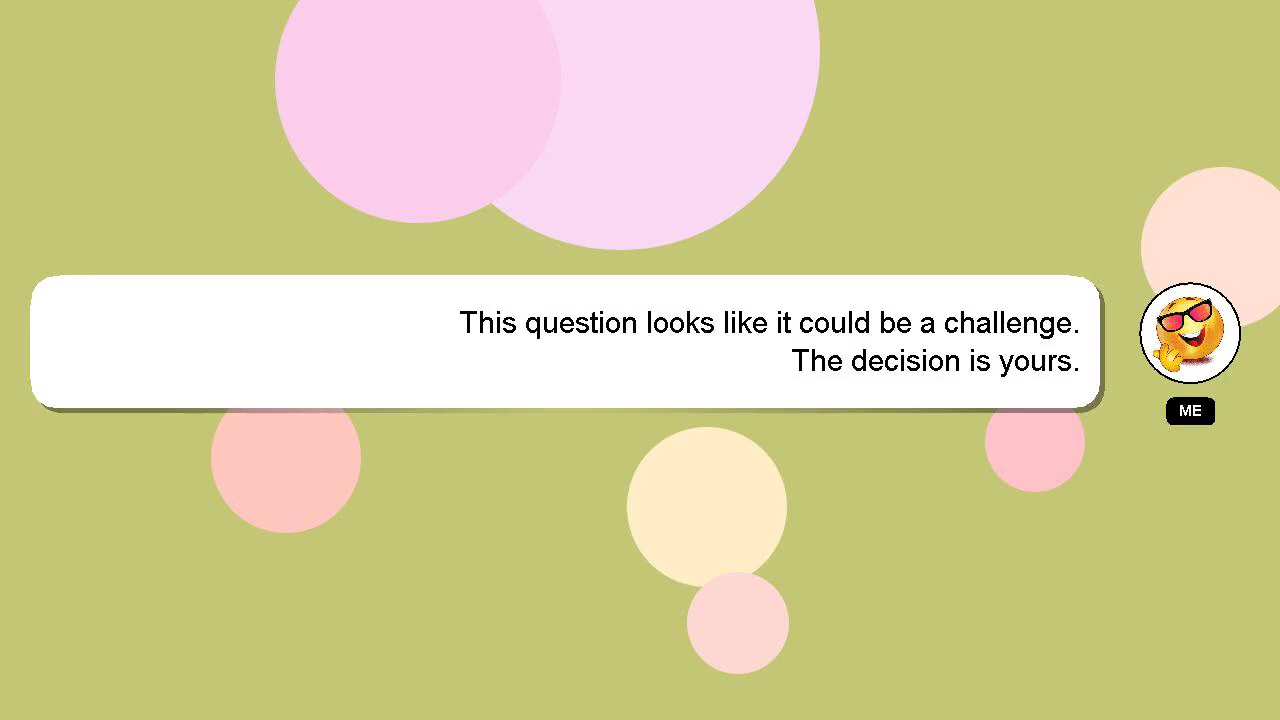 This question looks like it could be a challenge.
The decision is yours.
ME